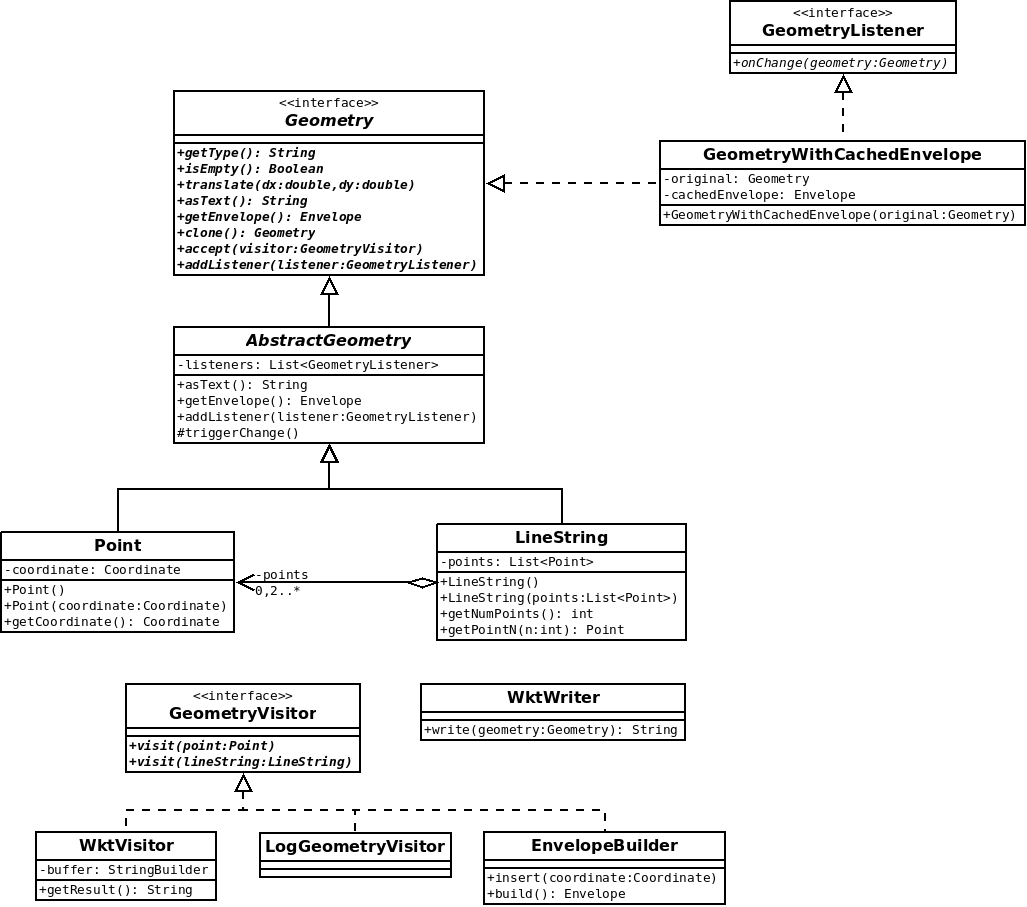 <<interface>>
GeometryListener
+onChange(geometry:Geometry)
<<interface>>
Geometry
+getType(): String
+isEmpty(): Boolean
+translate(dx:double,dy:double)
+asText(): String
+getEnvelope(): Envelope
+clone(): Geometry
+accept(visitor:GeometryVisitor)
+addListener(listener:GeometryListener)
GeometryWithCachedEnvelope
-original: Geometry
-cachedEnvelope: Envelope
+GeometryWithCachedEnvelope(original:Geometry)
AbstractGeometry
-listeners: List<GeometryListener>
+asText(): String
+getEnvelope(): Envelope
+addListener(listener:GeometryListener)
#triggerChange()
Point
-coordinate: Coordinate
+Point()
+Point(coordinate:Coordinate)
+getCoordinate(): Coordinate
-points
0,2..*
LineString
-points: List<Point>
+LineString()
+LineString(points:List<Point>)
+getNumPoints(): int
+getPointN(n:int): Point
<<interface>>
GeometryVisitor
+visit(point:Point)
+visit(lineString:LineString)
WktWriter
+write(geometry:Geometry): String
WktVisitor
-buffer: StringBuilder
+getResult(): String
LogGeometryVisitor
EnvelopeBuilder
+insert(coordinate:Coordinate)
+build(): Envelope